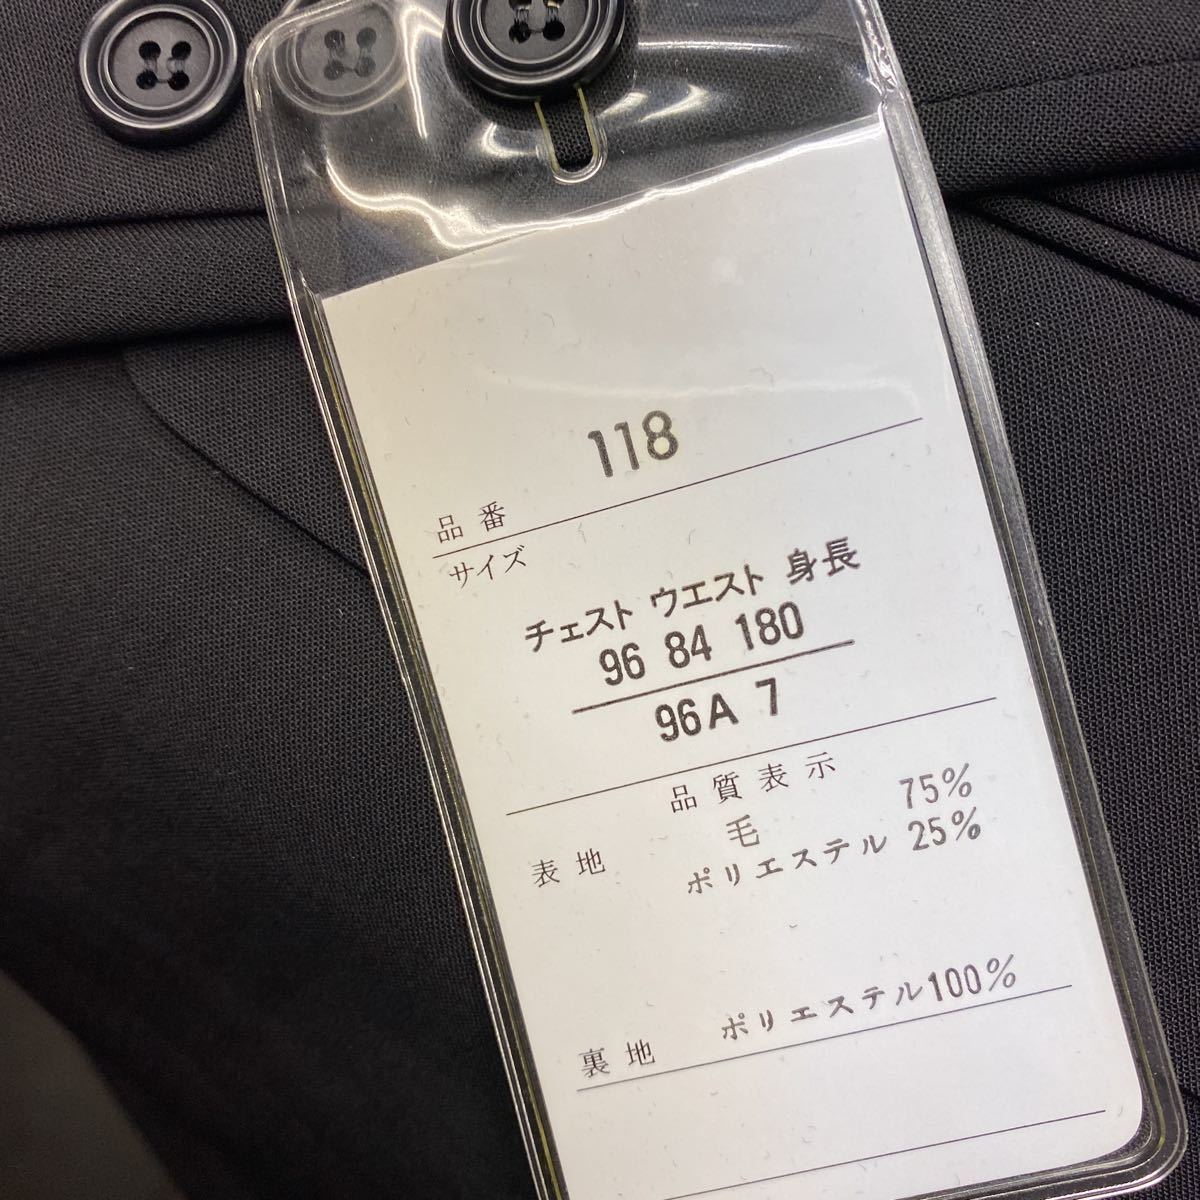 118
品番
サイズ
チェスト ウエスト 身長
96 84 180
96A 7
品質表示
毛 75%
表地 ポリエステル 25%
ポリエステル100%
裏地